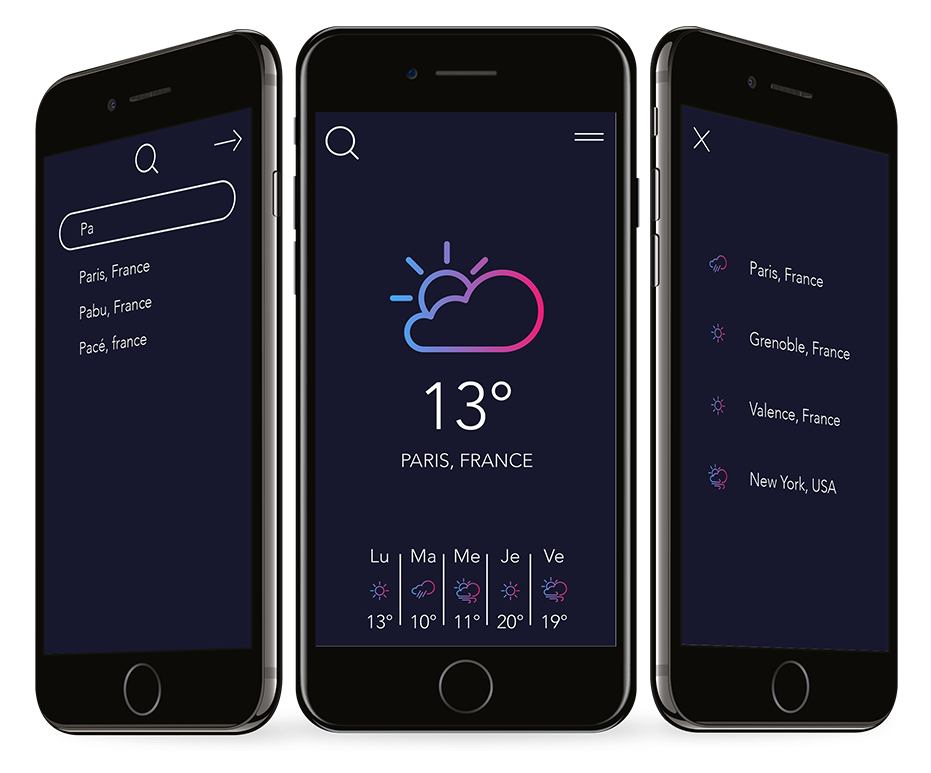 Pa
Paris, France
Pabu, France
Pacé, france
13°
PARIS, FRANCE
Lu Ma Me Je Ve
13° 10° 11° 20° 19°
Paris, France
Grenoble, France
Valence, France
New York, USA